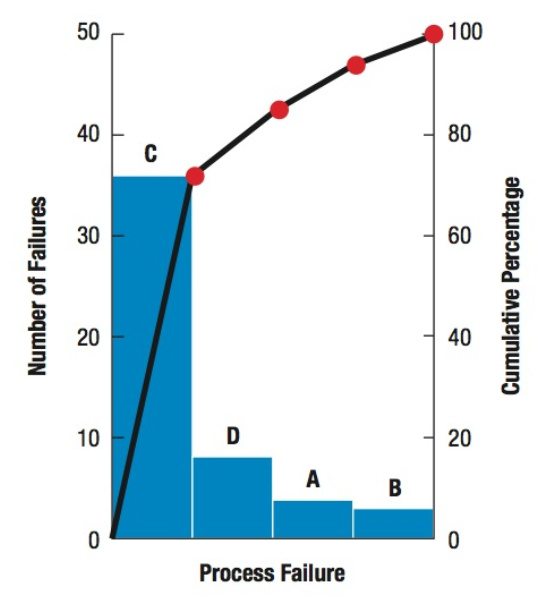 50
40
30
20
10
0
Number of Failures
C
D
A
B
100
80
60
40
20
0
Cumulative Percentage
Process Failure